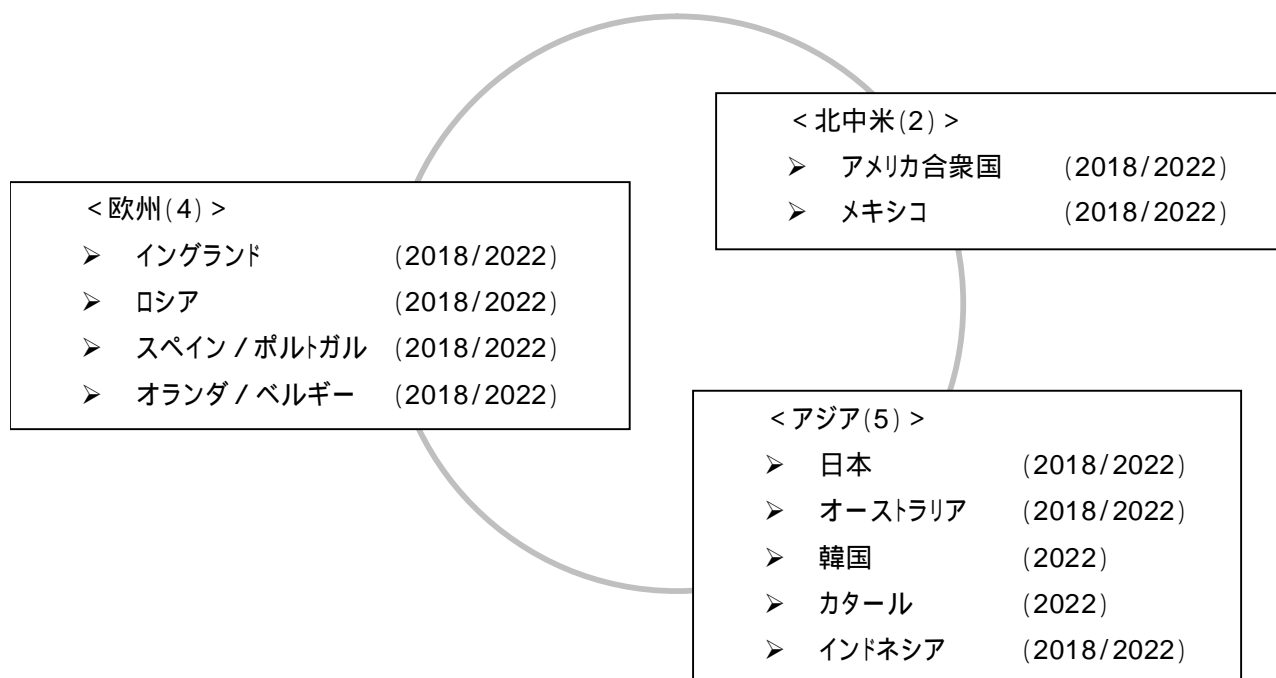 <北中米(2)>
➢ アメリカ合衆国 (2018/2022)
➢ メキシコ (2018/2022)
<欧州(4)>
➢ イングランド (2018/2022)
➢ ロシア (2018/2022)
➢ スペイン / ポルトガル (2018/2022)
➢ オランダ / ベルギー (2018/2022)
<アジア(5)>
➢ 日本 (2018/2022)
➢ オーストラリア (2018/2022)
➢ 韓国 (2022)
➢ カタール (2022)
➢ インドネシア (2018/2022)